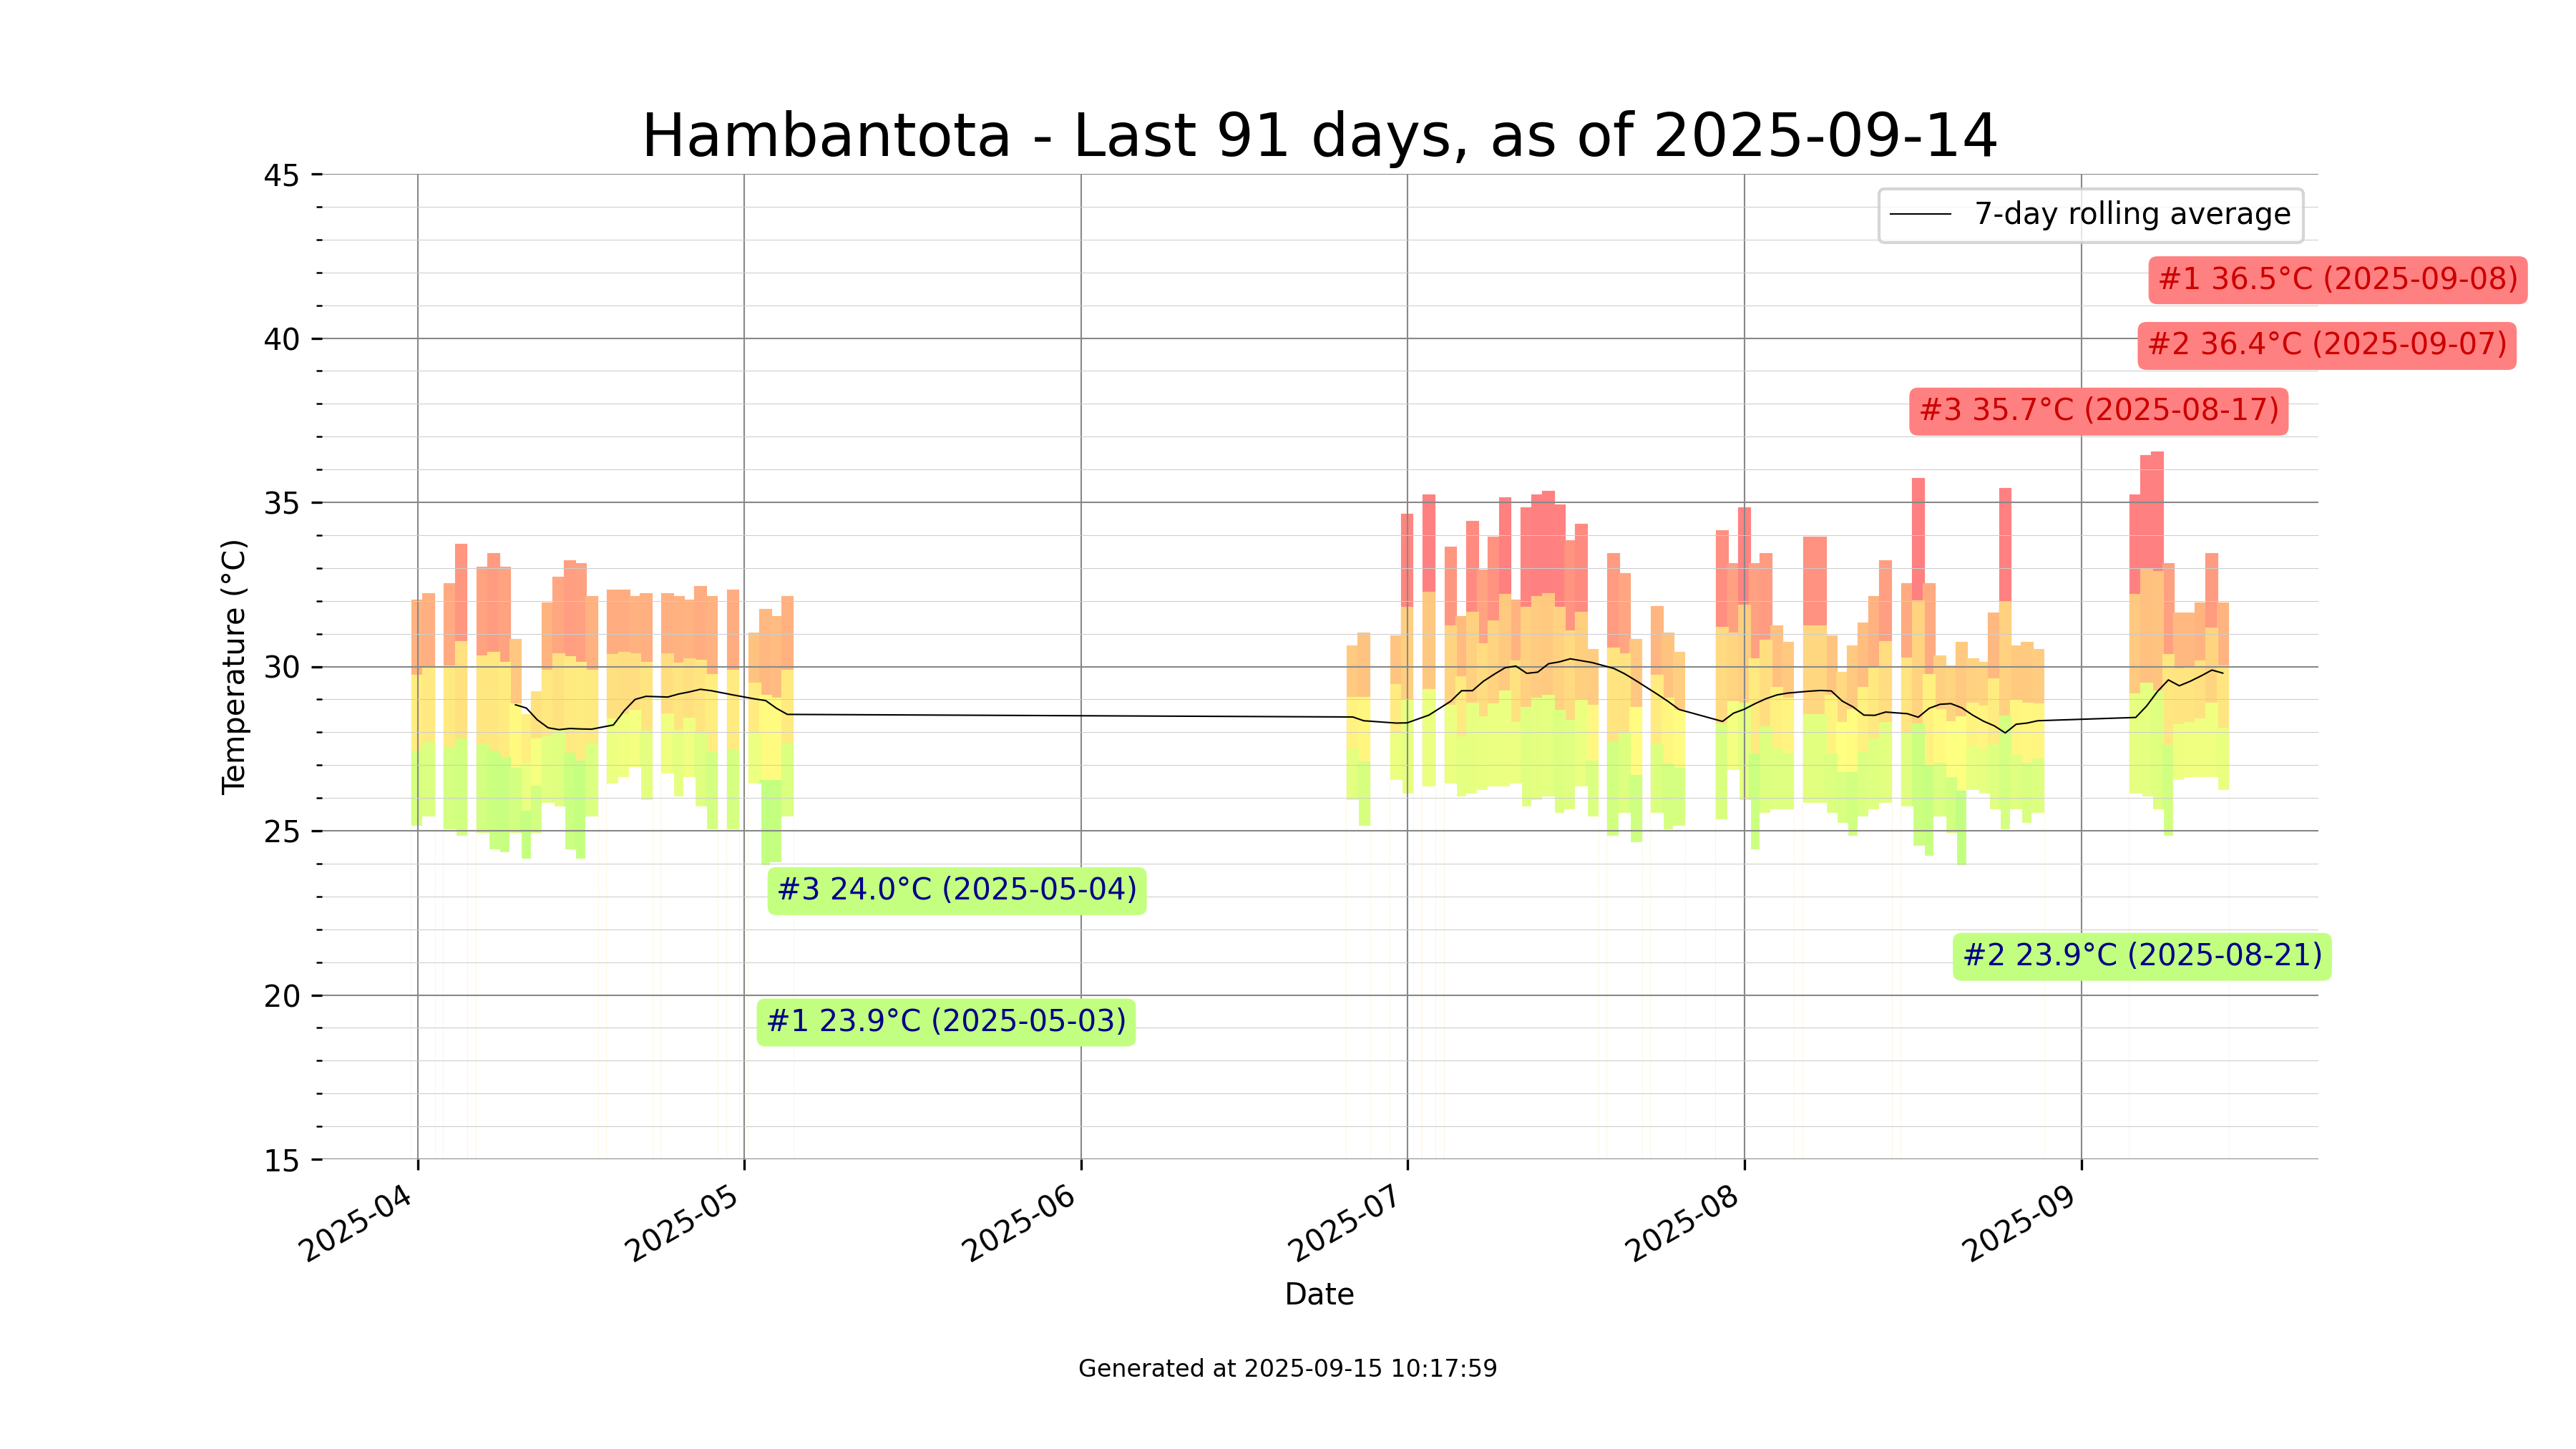 Hambantota - Last 91 days, as of 2025-09-14
45
40
35
30
25
20
15
Temperature (°C)
7-day rolling average
#1 36.5°C (2025-09-08)
#2 36.4°C (2025-09-07)
#3 35.7°C (2025-08-17)
#3 24.0°C (2025-05-04)
#2 23.9°C (2025-08-21)
#1 23.9°C (2025-05-03)
2025-04
2025-05
2025-06
2025-07
2025-08
2025-09
Date
Generated at 2025-09-15 10:17:59